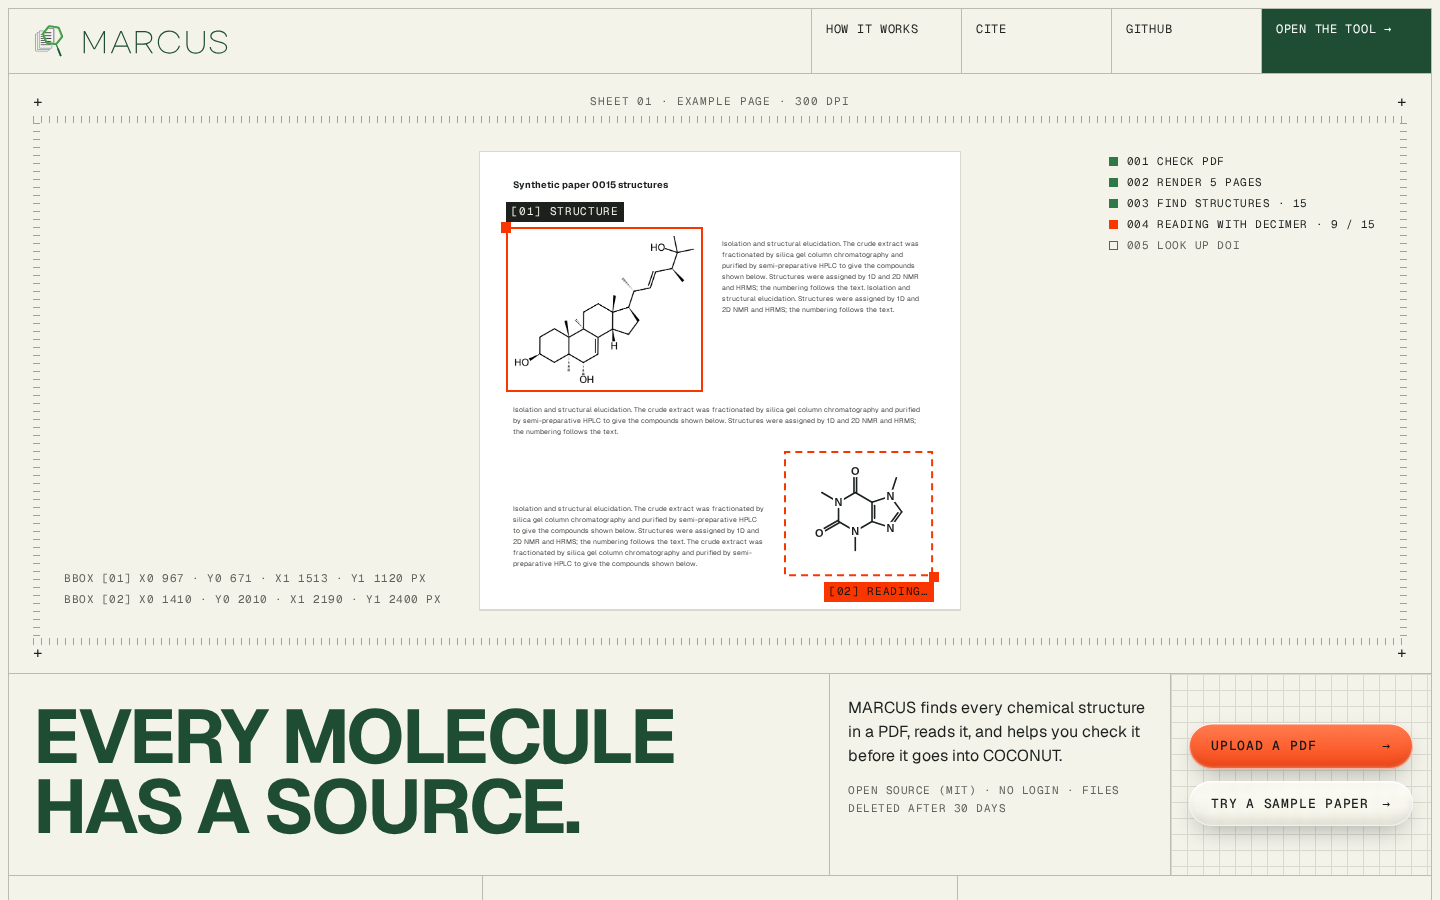 MARCUS
HOW IT WORKS
CITE
GITHUB
OPEN THE TOOL →
SHEET 01 · EXAMPLE PAGE · 300 DPI
Synthetic paper 0015 structures
[01] STRUCTURE
HO
H
HO
OH
Isolation and structural elucidation. The crude extract was
fractionated by silica gel column chromatography and
purified by semi-preparative HPLC to give the compounds
shown below. Structures were assigned by 1D and 2D NMR
and HRMS; the numbering follows the text. Isolation and
structural elucidation. Structures were assigned by 1D and
2D NMR and HRMS; the numbering follows the text.
Isolation and structural elucidation. The crude extract was fractionated by silica gel column chromatography and purified
by semi-preparative HPLC to give the compounds shown below. Structures were assigned by 1D and 2D NMR and HRMS;
the numbering follows the text.
Isolation and structural elucidation. The crude extract was fractionated by
silica gel column chromatography and purified by semi-preparative HPLC
to give the compounds shown below. Structures were assigned by 1D and
2D NMR and HRMS; the numbering follows the text. The crude extract was
fractionated by silica gel column chromatography and purified by semi-
preparative HPLC to give the compounds shown below.
O
N
N
O
N
N
[02] READING…
001 CHECK PDF
002 RENDER 5 PAGES
003 FIND STRUCTURES · 15
004 READING WITH DECIMER · 9 / 15
005 LOOK UP DOI
BBOX [01] X0 967 · Y0 671 · X1 1513 · Y1 1120 PX
BBOX [02] X0 1410 · Y0 2010 · X1 2190 · Y1 2400 PX
EVERY MOLECULE
HAS A SOURCE.
MARCUS finds every chemical structure
in a PDF, reads it, and helps you check it
before it goes into COCONUT.
OPEN SOURCE (MIT) · NO LOGIN · FILES
DELETED AFTER 30 DAYS
UPLOAD A PDF →
TRY A SAMPLE PAPER →